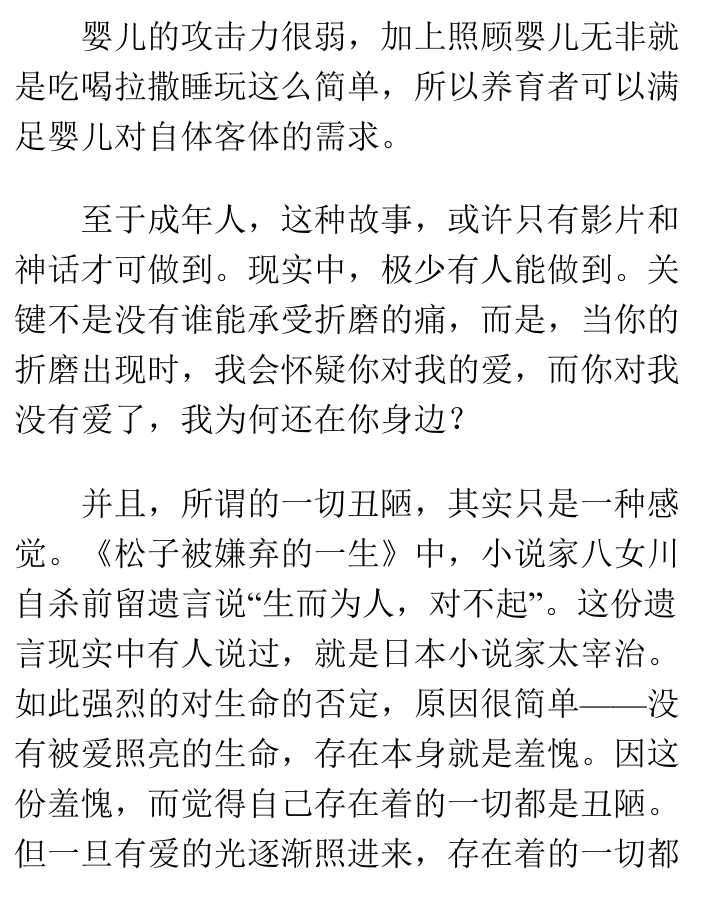 婴儿的攻击力很弱，加上照顾婴儿无非就
是吃喝拉撒睡玩这么简单，所以养育者可以满
足婴儿对自体客体的需求。
至于成年人，这种故事，或许只有影片和
神话才可做到。现实中，极少有人能做到。关
键不是没有谁能承受折磨的痛，而是，当你的
折磨出现时，我会怀疑你对我的爱，而你对我
没有爱了，我为何还在你身边？
并且，所谓的一切丑陋，其实只是一种感
觉。《松子被嫌弃的一生》中，小说家八女川
自杀前留遗言说“生而为人，对不起”。这份遗
言现实中有人说过，就是日本小说家太宰治。
如此强烈的对生命的否定，原因很简单——没
有被爱照亮的生命，存在本身就是羞愧。因这
份羞愧，而觉得自己存在着的一切都是丑陋。
但一旦有爱的光逐渐照进来，存在着的一切都